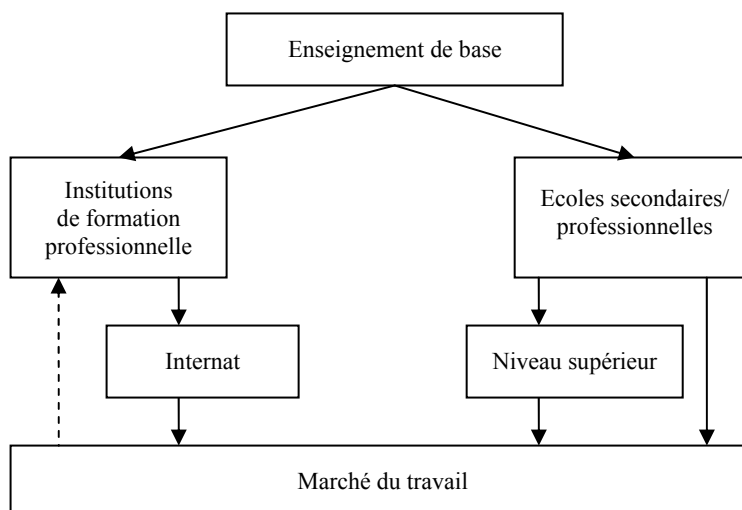 Enseignement de base
Institutions
de formation
professionnelle
Ecoles secondaires/
professionnelles
Internat
Niveau supérieur
Marché du travail